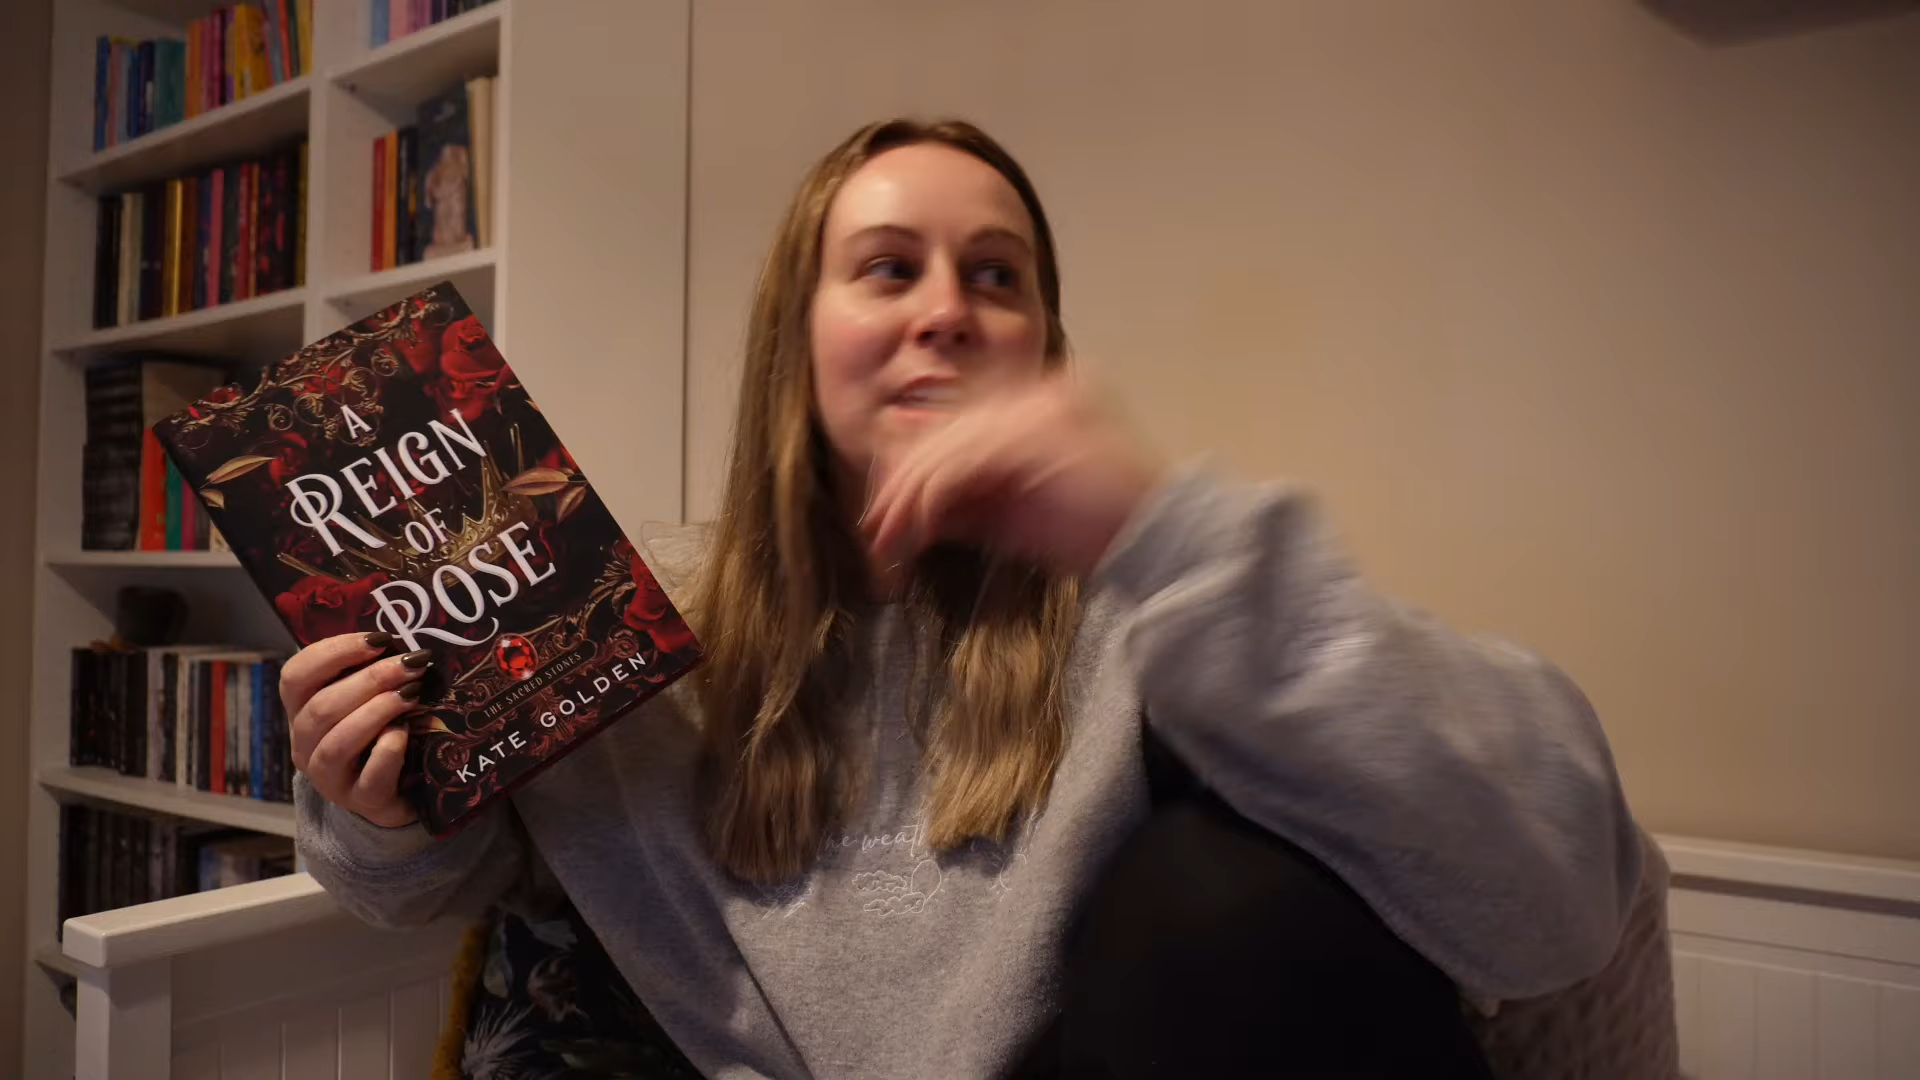 A
REIGN
OF
ROSE
THE SACRED STONES
KATE GOLDEN